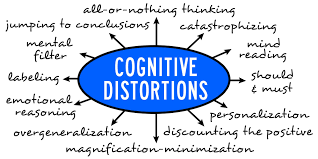 all-or-nothing thinking
jumping to conclusions
catastrophizing
mental
filter
mind
reading
COGNITIVE
DISTORTIONS
labeling
should
& must
emotional
reasoning
personalization
overgeneralization
discounting the positive
magnification-minimization